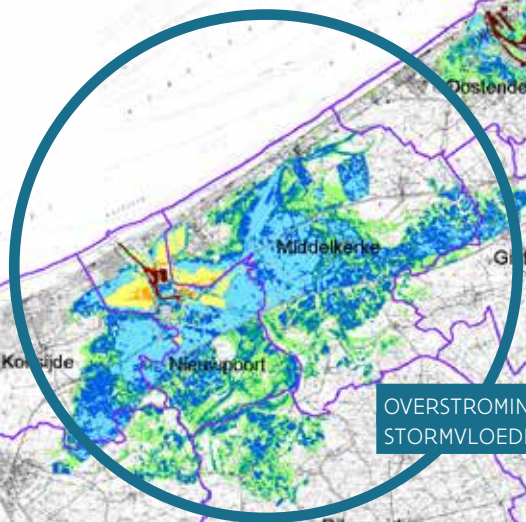 Oostende
Middelkerke
Koksijde
Nieuwpoort
OVERSTROMIN
STORMVLOED